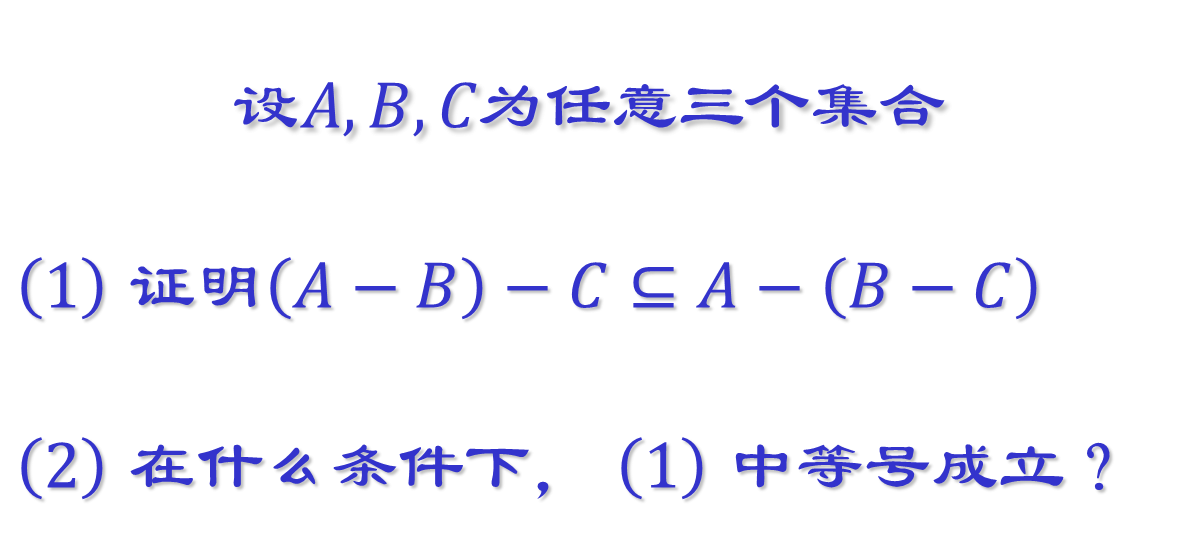 设A, B, C为任意三个集合
(1) 证明(A − B) − C ⊆ A − (B − C)
(2) 在什么条件下, (1) 中等号成立?